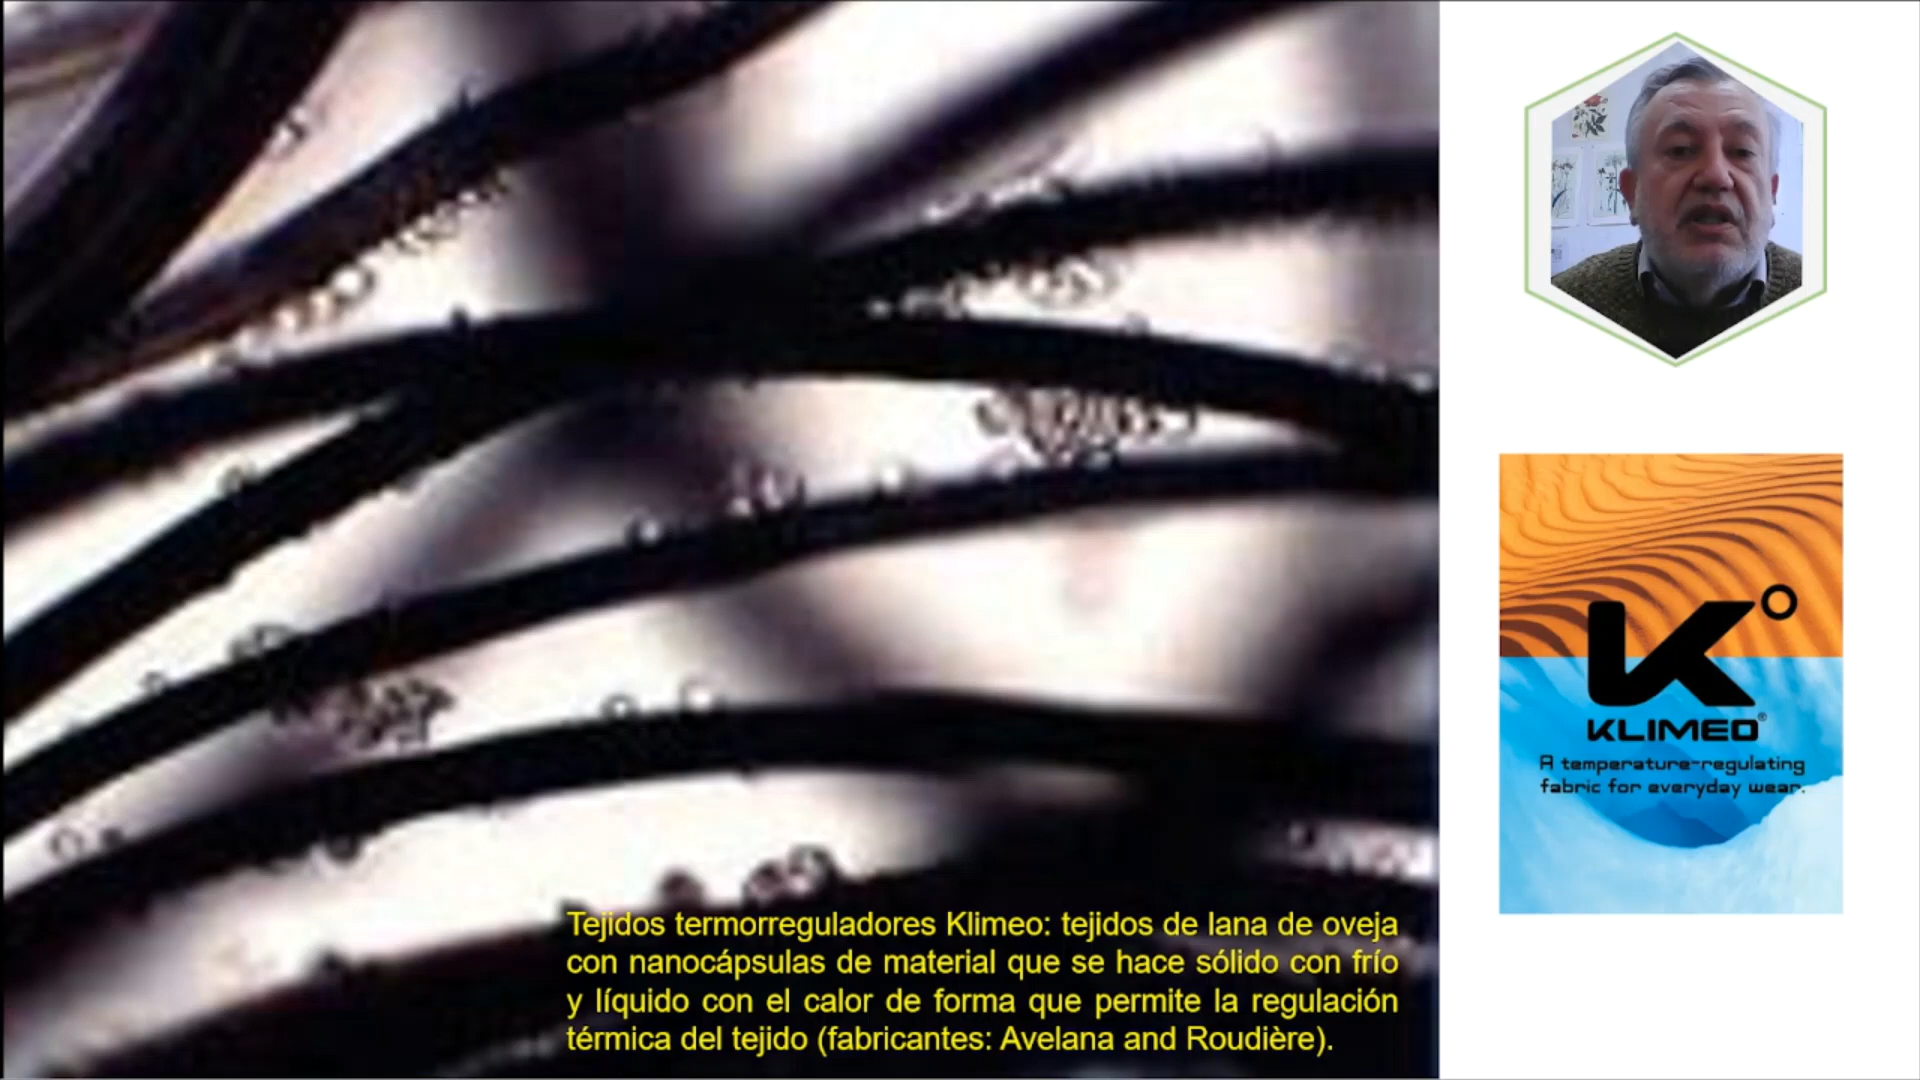 K°
KLIMEO®
A temperature-regulating
fabric for everyday wear.
Tejidos termorreguladores Klimeo: tejidos de lana de oveja
con nanocápsulas de material que se hace sólido con frío
y líquido con el calor de forma que permite la regulación
térmica del tejido (fabricantes: Avelana and Roudière).